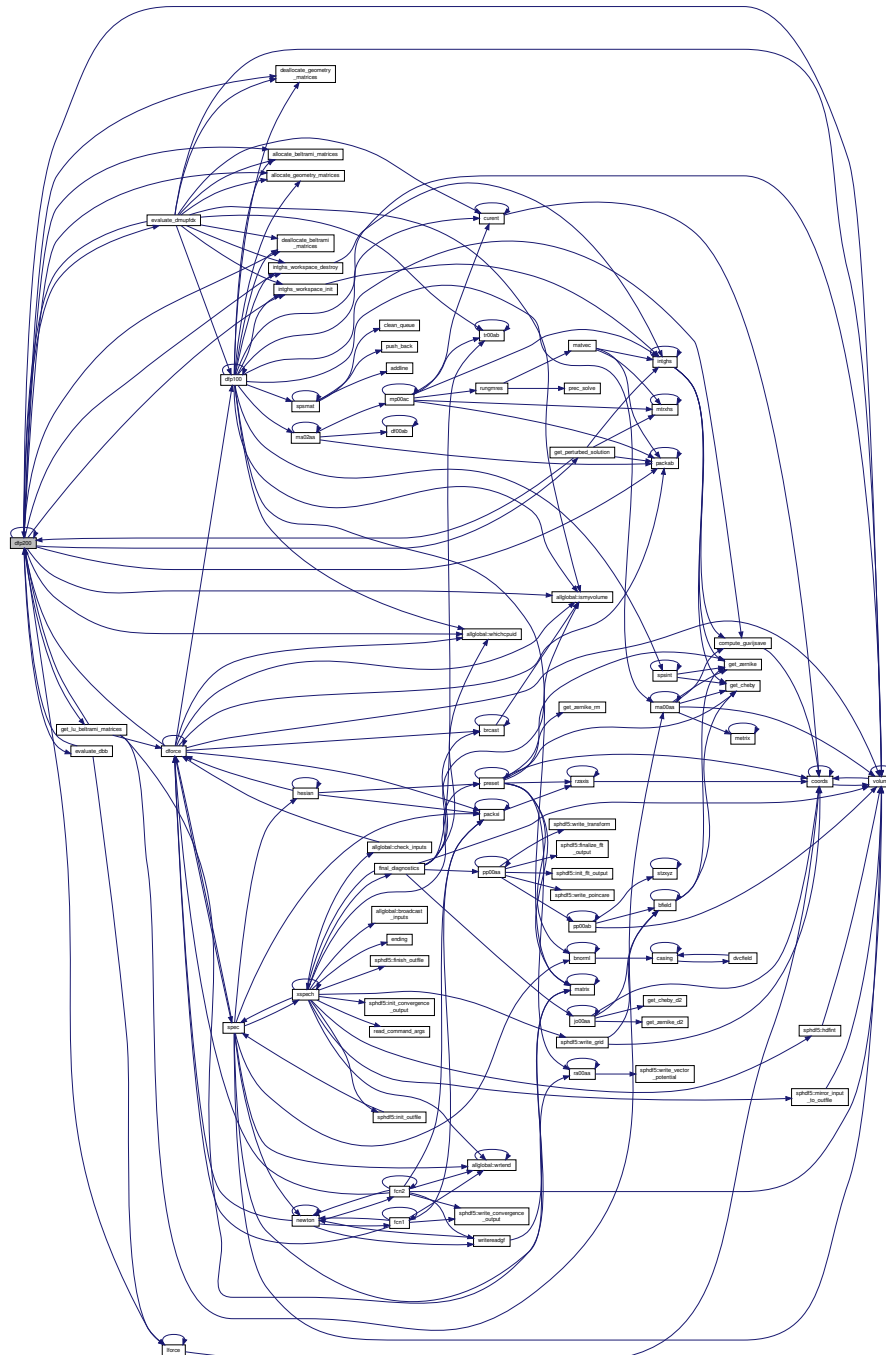 deallocate_geometry
_matrices
allocate_beltrami_matrices
allocate_geometry_matrices
evaluate_dmupfdx
curent
deallocate_beltrami
_matrices
intghs_workspace_destroy
intghs_workspace_init
clean_queue
tr00ab
push_back
matvec
intghs
addline
dfp100
rungmres
prec_solve
mp00ac
spsmat
mtrxhs
df00ab
ma02aa
get_perturbed_solution
packab
dfp200
allglobal::ismyvolume
allglobal::whichcpuid
compute_guvijsave
get_zernike
spsint
get_cheby
get_zernike_rm
ma00aa
get_lu_beltrami_matrices
brcast
metrix
evaluate_dbb
dforce
preset
rzaxis
coords
volume
hesian
packxi
sphdf5::write_transform
allglobal::check_inputs
sphdf5::finalize_flt
_output
final_diagnostics
pp00aa
sphdf5::init_flt_output
stzxyz
sphdf5::write_poincare
bfield
allglobal::broadcast
_inputs
pp00ab
ending
bnorml
casing
dvcfield
sphdf5::finish_outfile
matrix
xspech
get_cheby_d2
sphdf5::init_convergence
_output
jo00aa
get_zernike_d2
spec
read_command_args
sphdf5::hdfint
sphdf5::write_grid
ra00aa
sphdf5::write_vector
_potential
sphdf5::mirror_input
_to_outfile
sphdf5::init_outfile
allglobal::wrtend
fcn2
sphdf5::write_convergence
_output
newton
fcn1
writereadgf
lforce